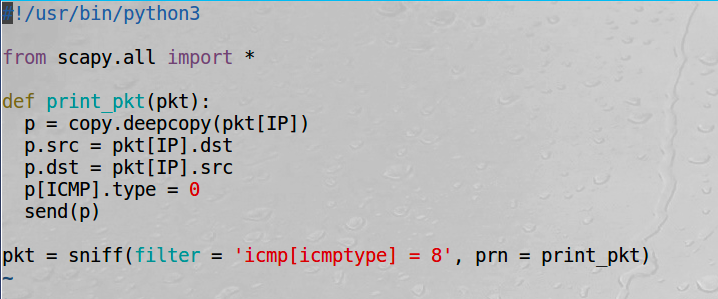 #!/usr/bin/python3
from scapy.all import *
def print_pkt(pkt):
p = copy.deepcopy(pkt[IP])
p.src = pkt[IP].dst
p.dst = pkt[IP].src
p[ICMP].type = 0
send(p)
pkt = sniff(filter = 'icmp[icmptype] = 8', prn = print_pkt)
~